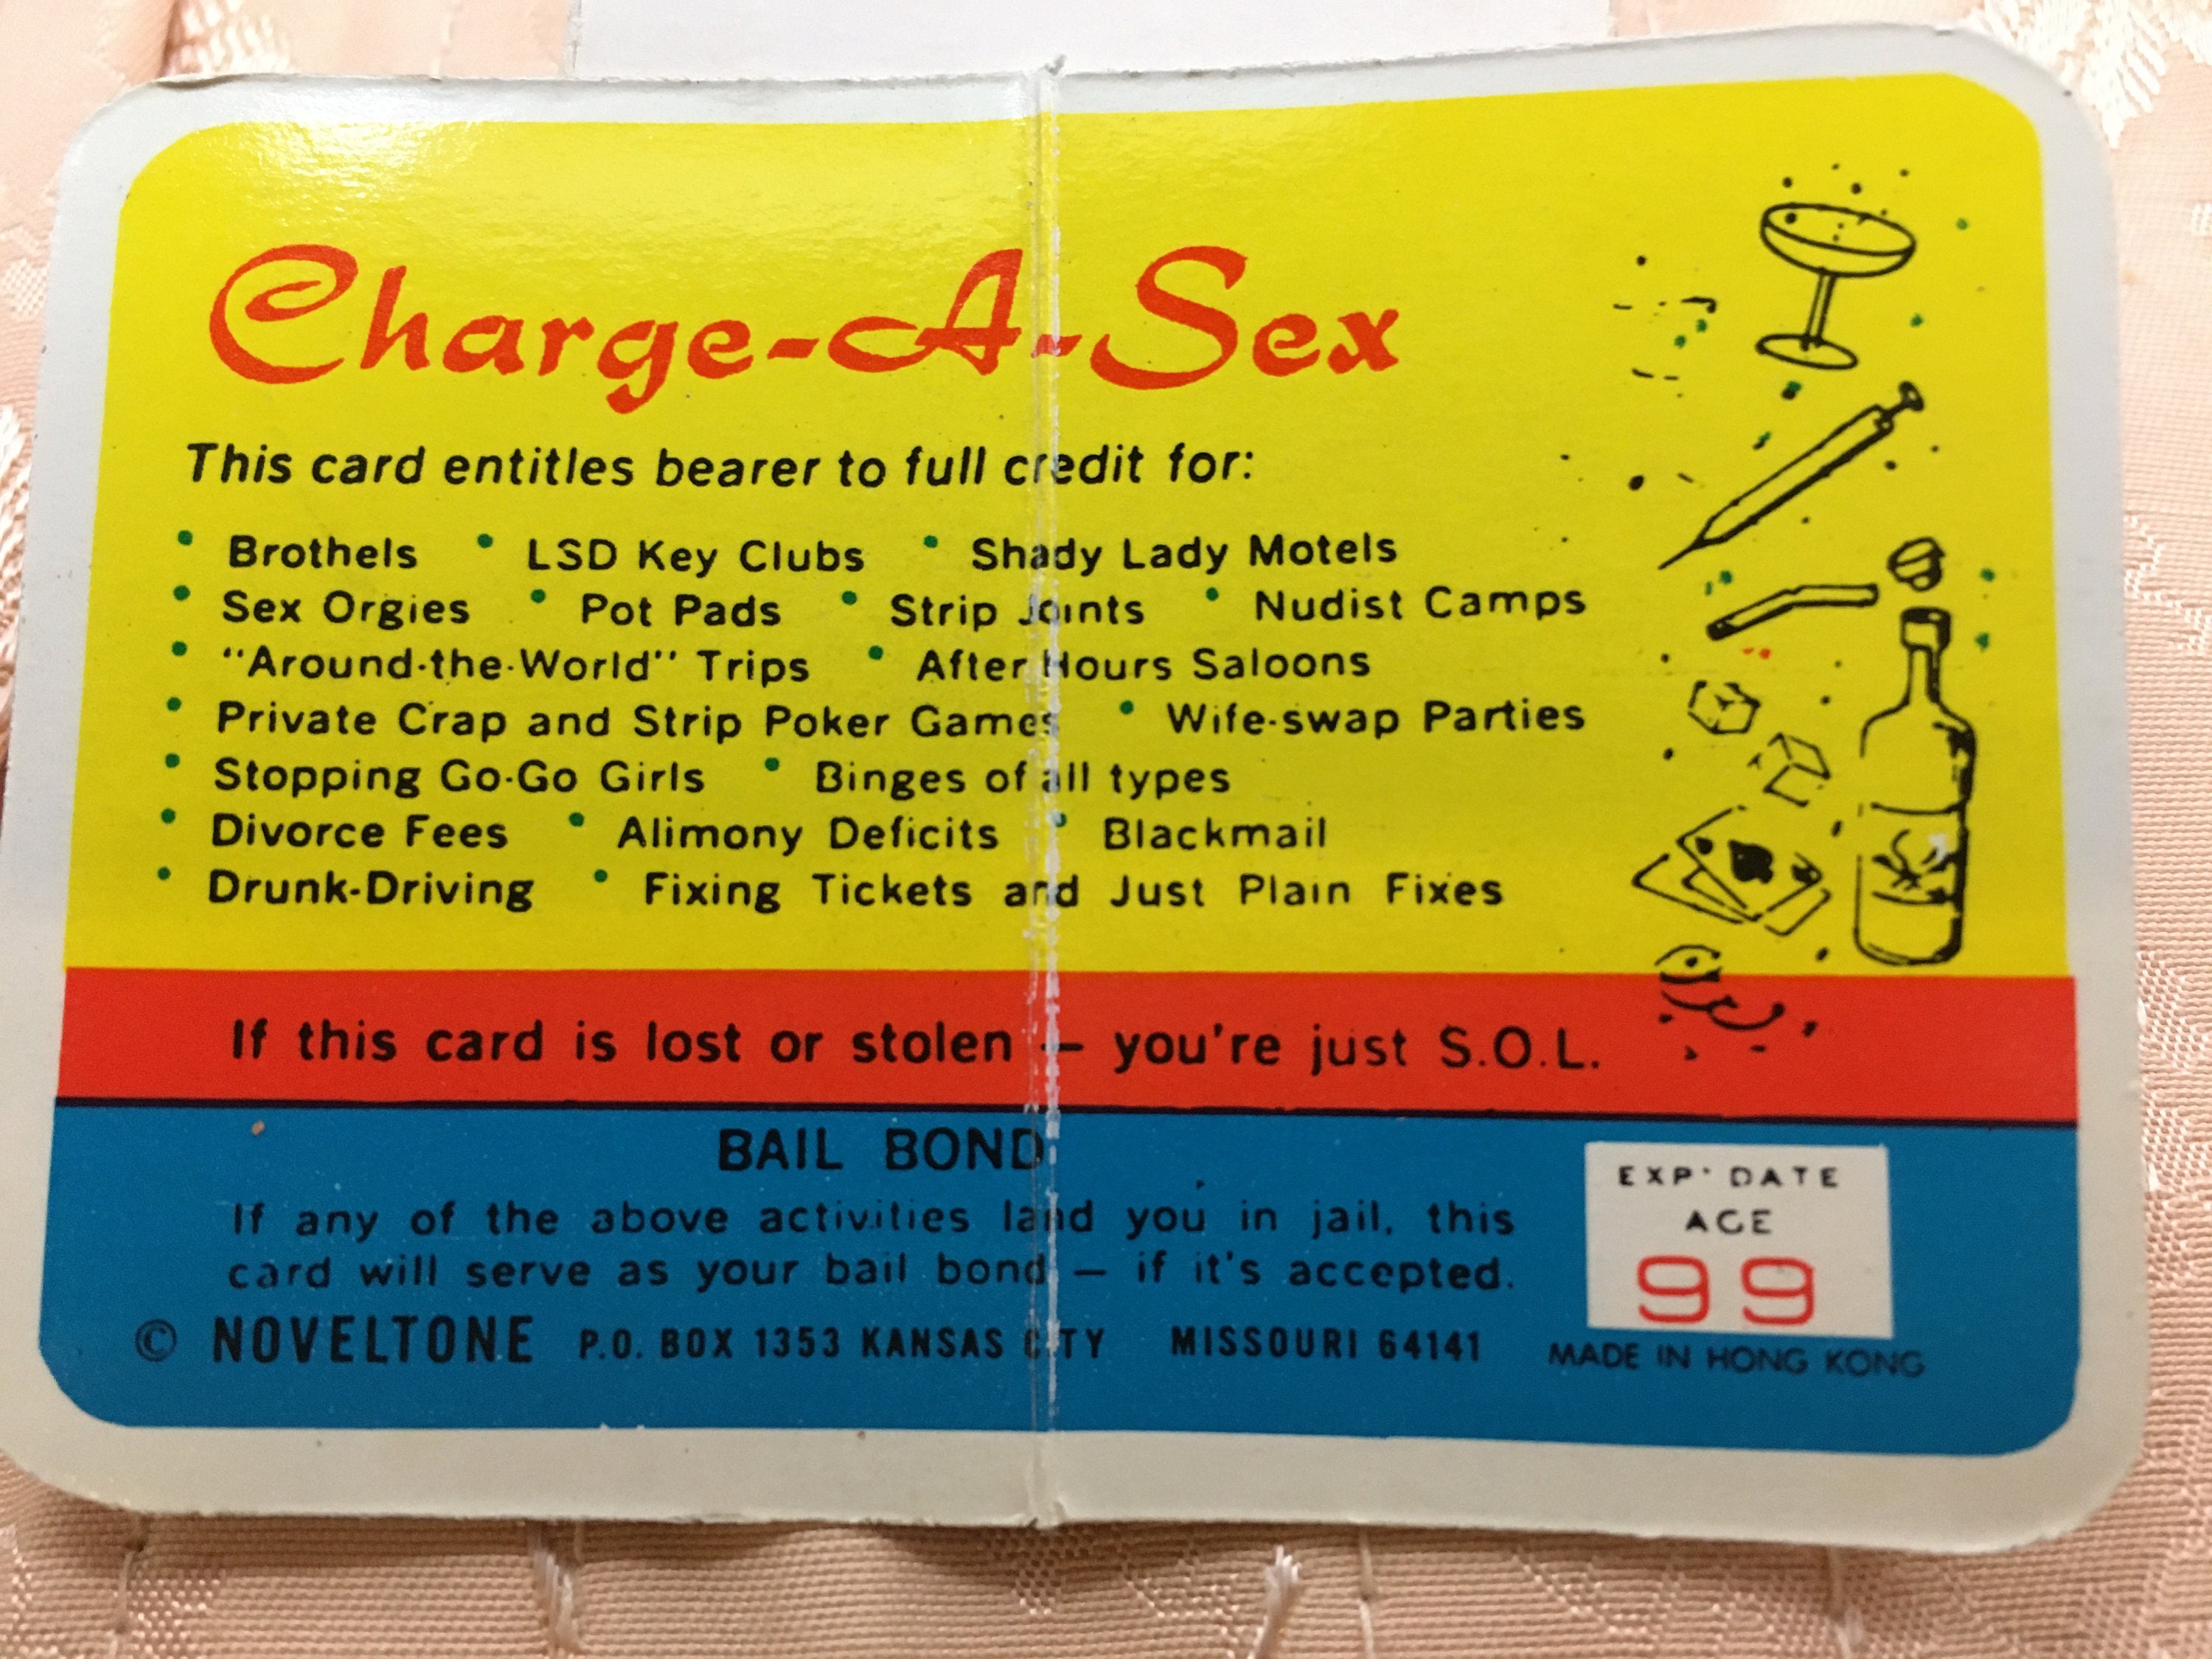 Charge-A-Sex
This card entitles bearer to full credit for:
• Brothels • LSD Key Clubs • Shady Lady Motels
• Sex Orgies • Pot Pads • Strip Joints • Nudist Camps
• "Around-the-World" Trips • After Hours Saloons
• Private Crap and Strip Poker Games • Wife-swap Parties
• Stopping Go-Go Girls • Binges of all types
• Divorce Fees • Alimony Deficits • Blackmail
• Drunk-Driving • Fixing Tickets and Just Plain Fixes
If this card is lost or stolen — you're just S.O.L.
BAIL BOND
If any of the above activities land you in jail, this
card will serve as your bail bond — if it's accepted.
EXP' DATE
AGE
99
© NOVELTONE P.O. BOX 1353 KANSAS CITY MISSOURI 64141
MADE IN HONG KONG